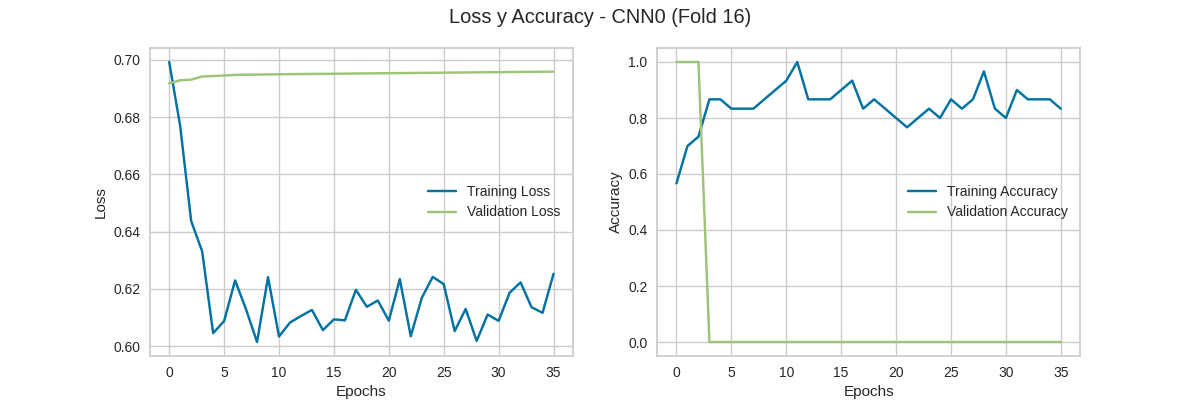 Loss y Accuracy - CNN0 (Fold 16)
0.70
0.68
0.66
0.64
0.62
0.60
Loss
0 5 10 15 20 25 30 35
Epochs
Training Loss
Validation Loss
1.0
0.8
0.6
0.4
0.2
0.0
Accuracy
0 5 10 15 20 25 30 35
Epochs
Training Accuracy
Validation Accuracy